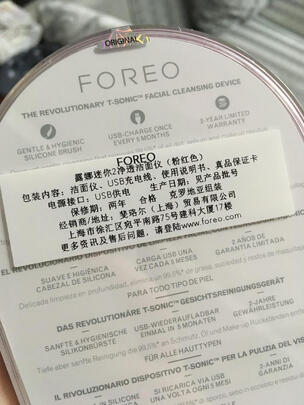 ORIGINAL
FOREO
THE REVOLUTIONARY T-SONIC™ FACIAL CLEANSING DEVICE
GENTLE & HYGIENIC
SILICONE BRUSH
USB-CHARGE ONCE
EVERY 5 MONTHS
2-YEAR LIMITED
WARRANTY
FOREO
露娜迷你2净透洁面仪（粉红色）
包装内容：洁面仪、USB充电线、使用说明书、真品保证卡
电源接口：USB供电 生产日期：见产品批号
保修期：两年 合格 克罗地亚组装
经销商/地址：斐珞尔（上海）贸易有限公司
上海市徐汇区宛平南路75号建科大厦17楼
更多资讯及售后问题，请登陆www.foreo.com
SUAVE E HIGIÉNICO
CABEZAL DE SILICONA
CARGA USB UNA
VEZ CADA 5 MESES
2 AÑOS DE
GARANTÍA LIMITADA
PARA TODO TIPO DE PIEL
DAS REVOLUTIONÄRE T-SONIC™ GESICHTSREINIGUNGSGERÄT
SANFTE & HYGIENISCHE
SILIKONBÜRSTE
USB-WIEDERAUFLADBAR
EINMAL IN 5 MONATEN
2-JAHRE
GEWÄHRLEISTUNG
FÜR ALLE HAUTTYPEN
IL RIVOLUZIONARIO DISPOSITIVO T-SONIC™ PER LA PULIZIA DEL VISO
SI RICARICA VIA USB
UNA VOLTA OGNI 5 MESI
2 ANNI DI
GARANZIA